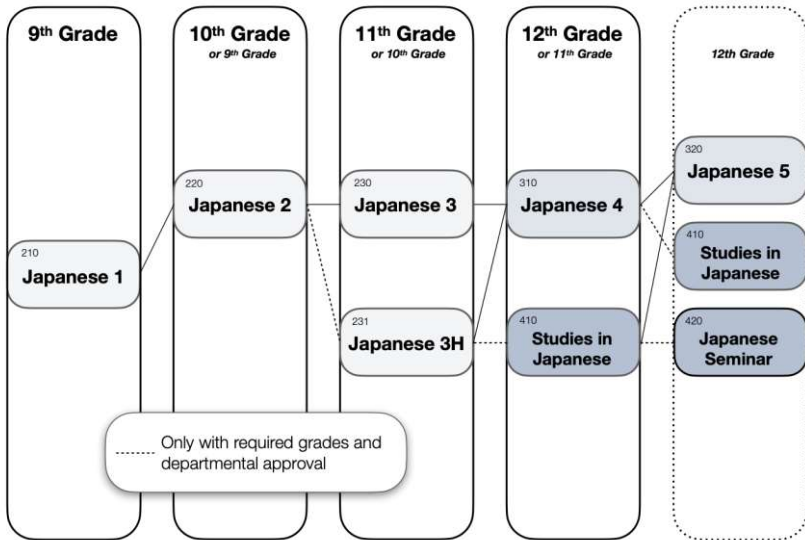 9th Grade
210
Japanese 1
10th Grade
or 9th Grade
220
Japanese 2
11th Grade
or 10th Grade
230
Japanese 3
231
Japanese 3H
12th Grade
or 11th Grade
310
Japanese 4
410
Studies in
Japanese
12th Grade
320
Japanese 5
410
Studies in
Japanese
420
Japanese
Seminar
Only with required grades and
departmental approval